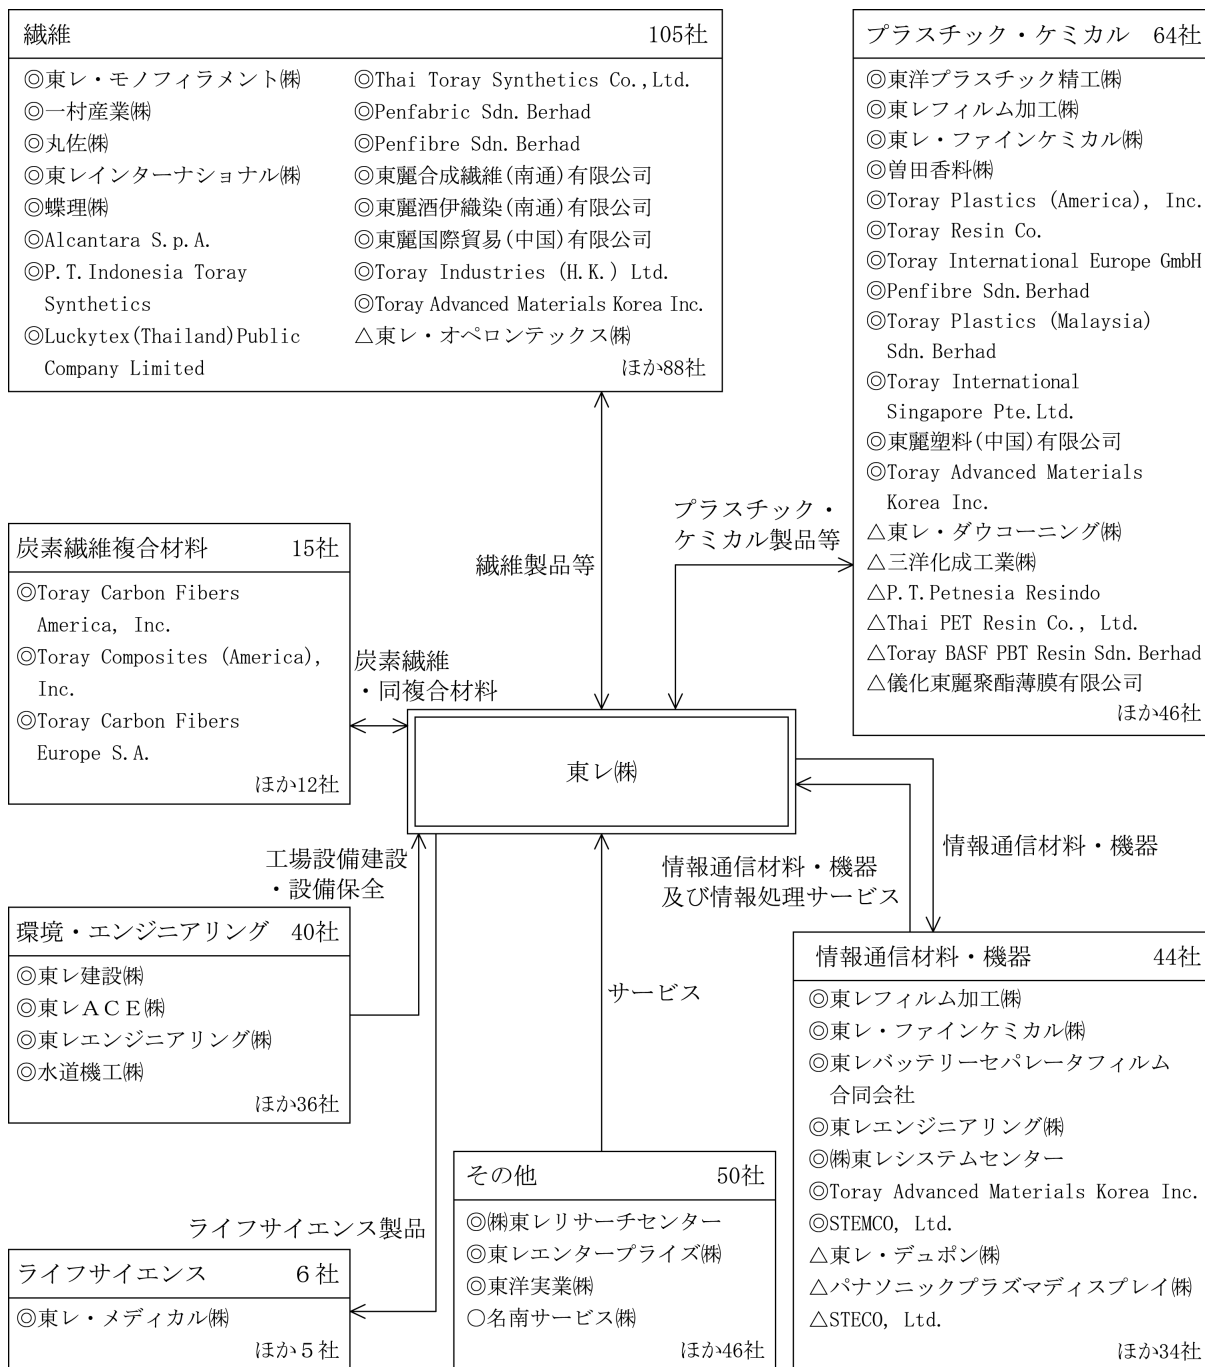 繊維 105社
◎東レ・モノフィラメント㈱
◎一村産業㈱
◎丸佐㈱
◎東レインターナショナル㈱
◎蝶理㈱
◎Alcantara S.p.A.
◎P.T.Indonesia Toray
Synthetics
◎Luckytex(Thailand)Public
Company Limited
◎Thai Toray Synthetics Co.,Ltd.
◎Penfabric Sdn.Berhad
◎Penfibre Sdn.Berhad
◎東麗合成繊維(南通)有限公司
◎東麗酒伊織染(南通)有限公司
◎東麗国際貿易(中国)有限公司
◎Toray Industries (H.K.) Ltd.
◎Toray Advanced Materials Korea Inc.
△東レ・オペロンテックス㈱
ほか88社
プラスチック・ケミカル 64社
◎東洋プラスチック精工㈱
◎東レフィルム加工㈱
◎東レ・ファインケミカル㈱
◎曽田香料㈱
◎Toray Plastics (America), Inc.
◎Toray Resin Co.
◎Toray International Europe GmbH
◎Penfibre Sdn.Berhad
◎Toray Plastics (Malaysia)
Sdn.Berhad
◎Toray International
Singapore Pte.Ltd.
◎東麗塑料(中国)有限公司
◎Toray Advanced Materials
Korea Inc.
△東レ・ダウコーニング㈱
△三洋化成工業㈱
△P.T.Petnesia Resindo
△Thai PET Resin Co., Ltd.
△Toray BASF PBT Resin Sdn.Berhad
△儀化東麗聚酯薄膜有限公司
ほか46社
繊維製品等
プラスチック・
ケミカル製品等
炭素繊維複合材料 15社
◎Toray Carbon Fibers
America, Inc.
◎Toray Composites (America),
Inc.
◎Toray Carbon Fibers
Europe S.A.
ほか12社
炭素繊維
・同複合材料
東レ㈱
工場設備建設
・設備保全
情報通信材料・機器
及び情報処理サービス
情報通信材料・機器
環境・エンジニアリング 40社
◎東レ建設㈱
◎東レACE㈱
◎東レエンジニアリング㈱
◎水道機工㈱
ほか36社
サービス
情報通信材料・機器 44社
◎東レフィルム加工㈱
◎東レ・ファインケミカル㈱
◎東レバッテリーセパレータフィルム
合同会社
◎東レエンジニアリング㈱
◎㈱東レシステムセンター
◎Toray Advanced Materials Korea Inc.
◎STEMCO, Ltd.
△東レ・デュポン㈱
△パナソニックプラズマディスプレイ㈱
△STECO, Ltd.
ほか34社
ライフサイエンス製品
ライフサイエンス 6社
◎東レ・メディカル㈱
ほか5社
その他 50社
◎㈱東レリサーチセンター
◎東レエンタープライズ㈱
◎東洋実業㈱
○名南サービス㈱
ほか46社